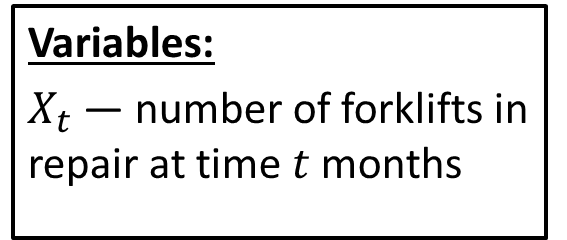 Variables:
X_t — number of forklifts in
repair at time t months